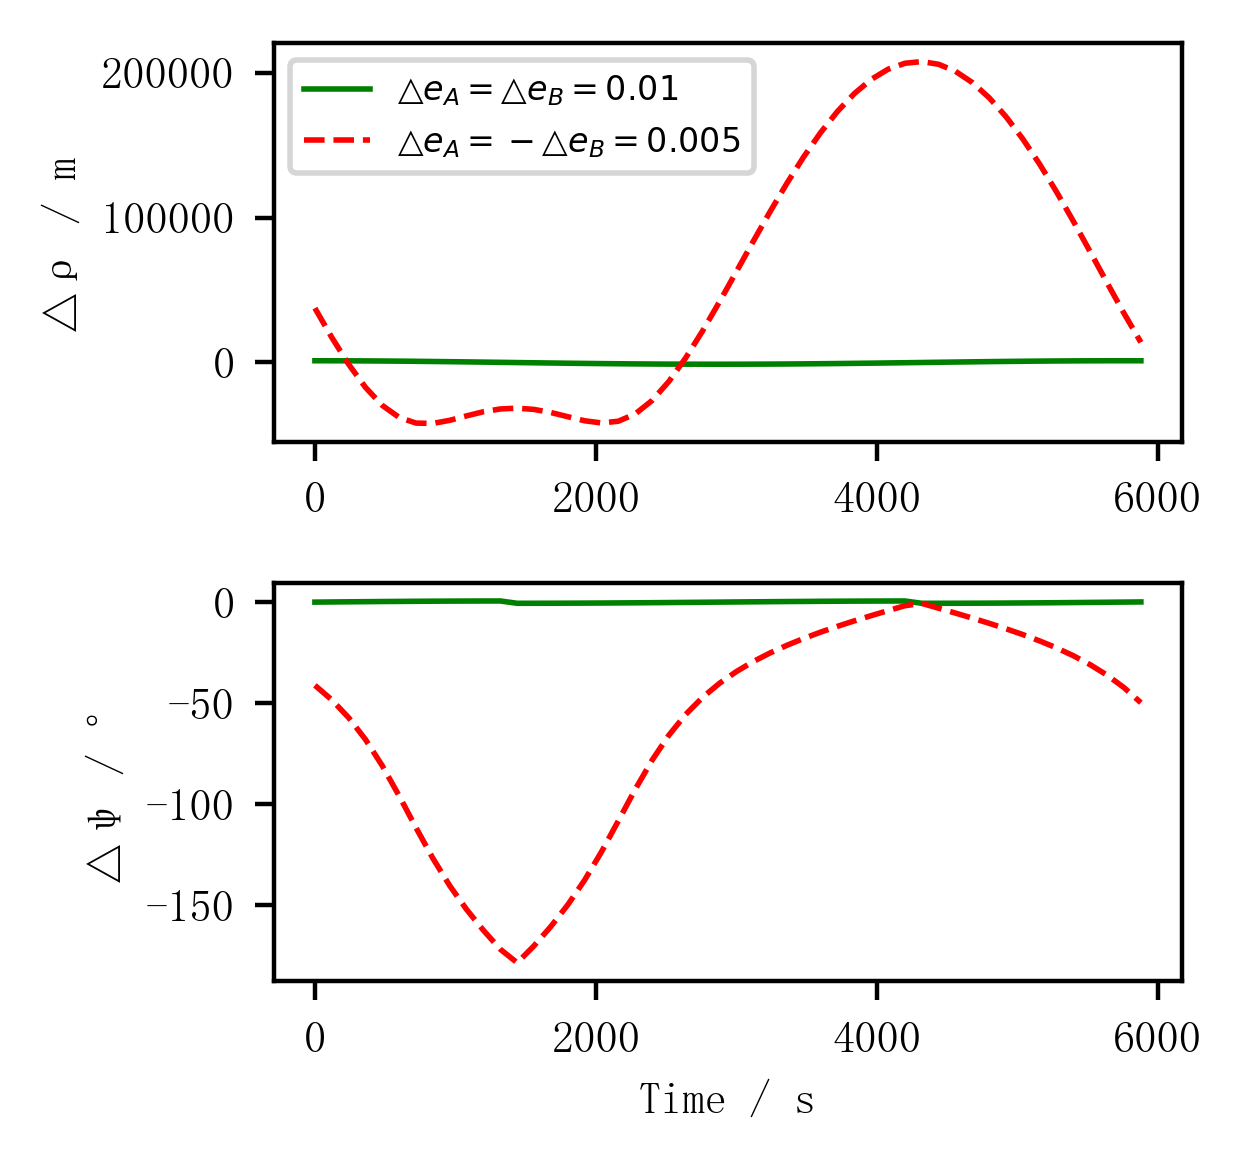 200000
100000
0
△ρ / m
△e_A = △e_B = 0.01
△e_A = − △e_B = 0.005
0 2000 4000 6000
0
−50
−100
−150
△ψ / °
0 2000 4000 6000
Time / s